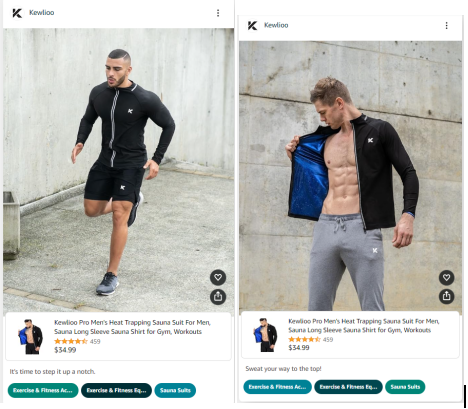 Kewlioo
Kewlioo Pro Men's Heat Trapping Sauna Suit For Men,
Sauna Long Sleeve Sauna Shirt for Gym, Workouts
459
$34.99
It's time to step it up a notch.
Exercise & Fitness Ac...
Exercise & Fitness Eq...
Sauna Suits
Kewlioo
Kewlioo Pro Men's Heat Trapping Sauna Suit For Men,
Sauna Long Sleeve Sauna Shirt for Gym, Workouts
459
$34.99
Sweat your way to the top!
Exercise & Fitness Ac...
Exercise & Fitness Eq...
Sauna Suits